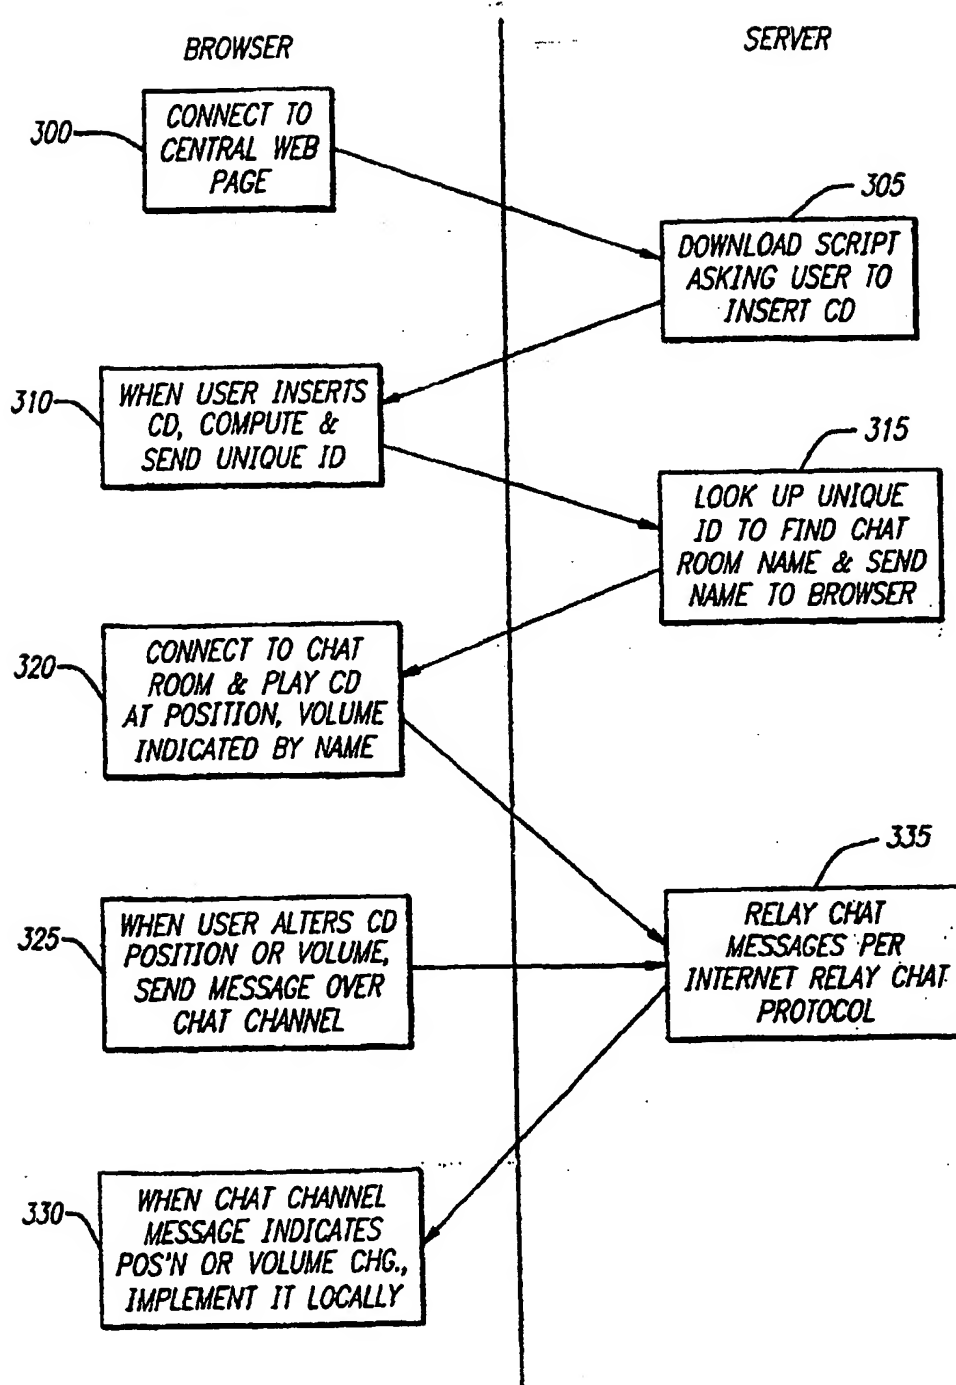 BROWSER
SERVER
300
CONNECT TO
CENTRAL WEB
PAGE
305
DOWNLOAD SCRIPT
ASKING USER TO
INSERT CD
310
WHEN USER INSERTS
CD, COMPUTE &
SEND UNIQUE ID
315
LOOK UP UNIQUE
ID TO FIND CHAT
ROOM NAME & SEND
NAME TO BROWSER
320
CONNECT TO CHAT
ROOM & PLAY CD
AT POSITION, VOLUME
INDICATED BY NAME
335
RELAY CHAT
MESSAGES PER
INTERNET RELAY CHAT
PROTOCOL
325
WHEN USER ALTERS CD
POSITION OR VOLUME,
SEND MESSAGE OVER
CHAT CHANNEL
330
WHEN CHAT CHANNEL
MESSAGE INDICATES
POS'N OR VOLUME CHG.,
IMPLEMENT IT LOCALLY